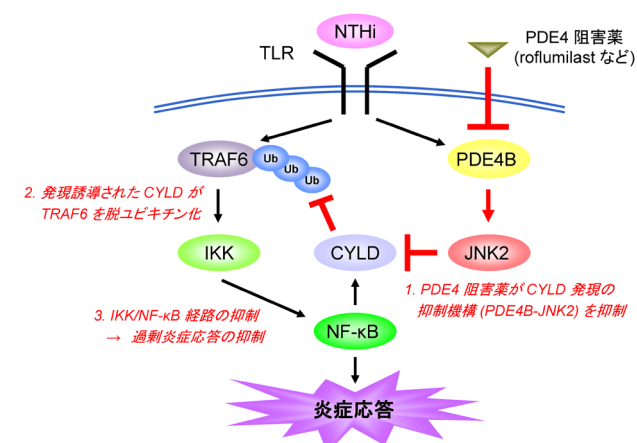 NTHi
TLR
PDE4 阻害薬
(roflumilast など)
TRAF6
Ub
Ub
Ub
PDE4B
2. 発現誘導された CYLD が
TRAF6 を脱ユビキチン化
IKK
CYLD
JNK2
1. PDE4 阻害薬が CYLD 発現の
抑制機構 (PDE4B-JNK2) を抑制
3. IKK/NF-κB 経路の抑制
→ 過剰炎症応答の抑制
NF-κB
炎症応答